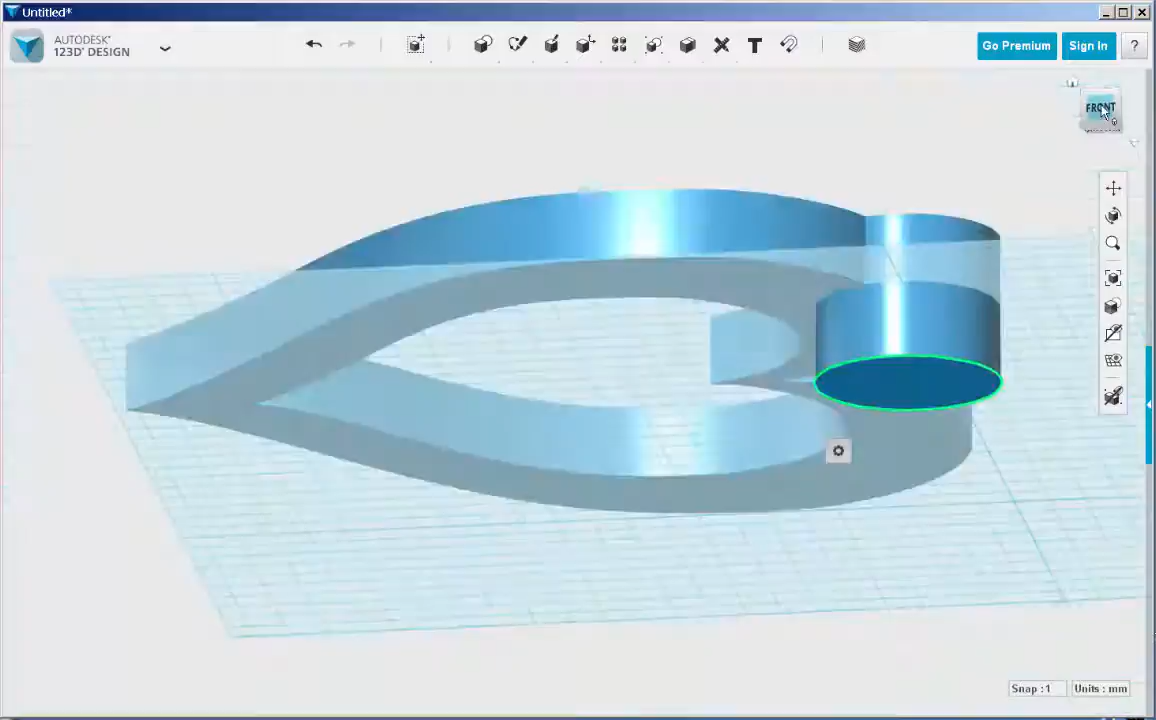 Untitled*
AUTODESK®
123D® DESIGN
Go Premium
Sign In
?
FRONT
Snap : 1
Units : mm